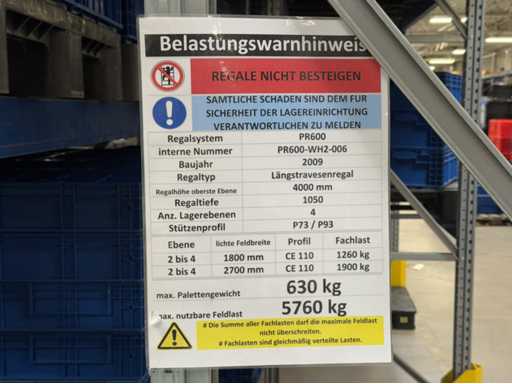 Belastungswarnhinweis
REGALE NICHT BESTEIGEN
SÄMTLICHE SCHÄDEN SIND DEM FÜR
SICHERHEIT DER LAGEREINRICHTUNG
VERANTWORTLICHEN ZU MELDEN
Regalsystem PR600
interne Nummer PR600-WH2-006
Baujahr 2009
Regaltyp Längstravesenregal
Regalhöhe oberste Ebene 4000 mm
Regaltiefe 1050
Anz. Lagerebenen 4
Stützenprofil P73 / P93
Ebene lichte Feldbreite Profil Fachlast
2 bis 4 1800 mm CE 110 1260 kg
2 bis 4 2700 mm CE 110 1900 kg
max. Palettengewicht 630 kg
max. nutzbare Feldlast 5760 kg
# Die Summe aller Fachlasten darf die maximale Feldlast
nicht überschreiten.
# Fachlasten sind gleichmäßig verteilte Lasten.